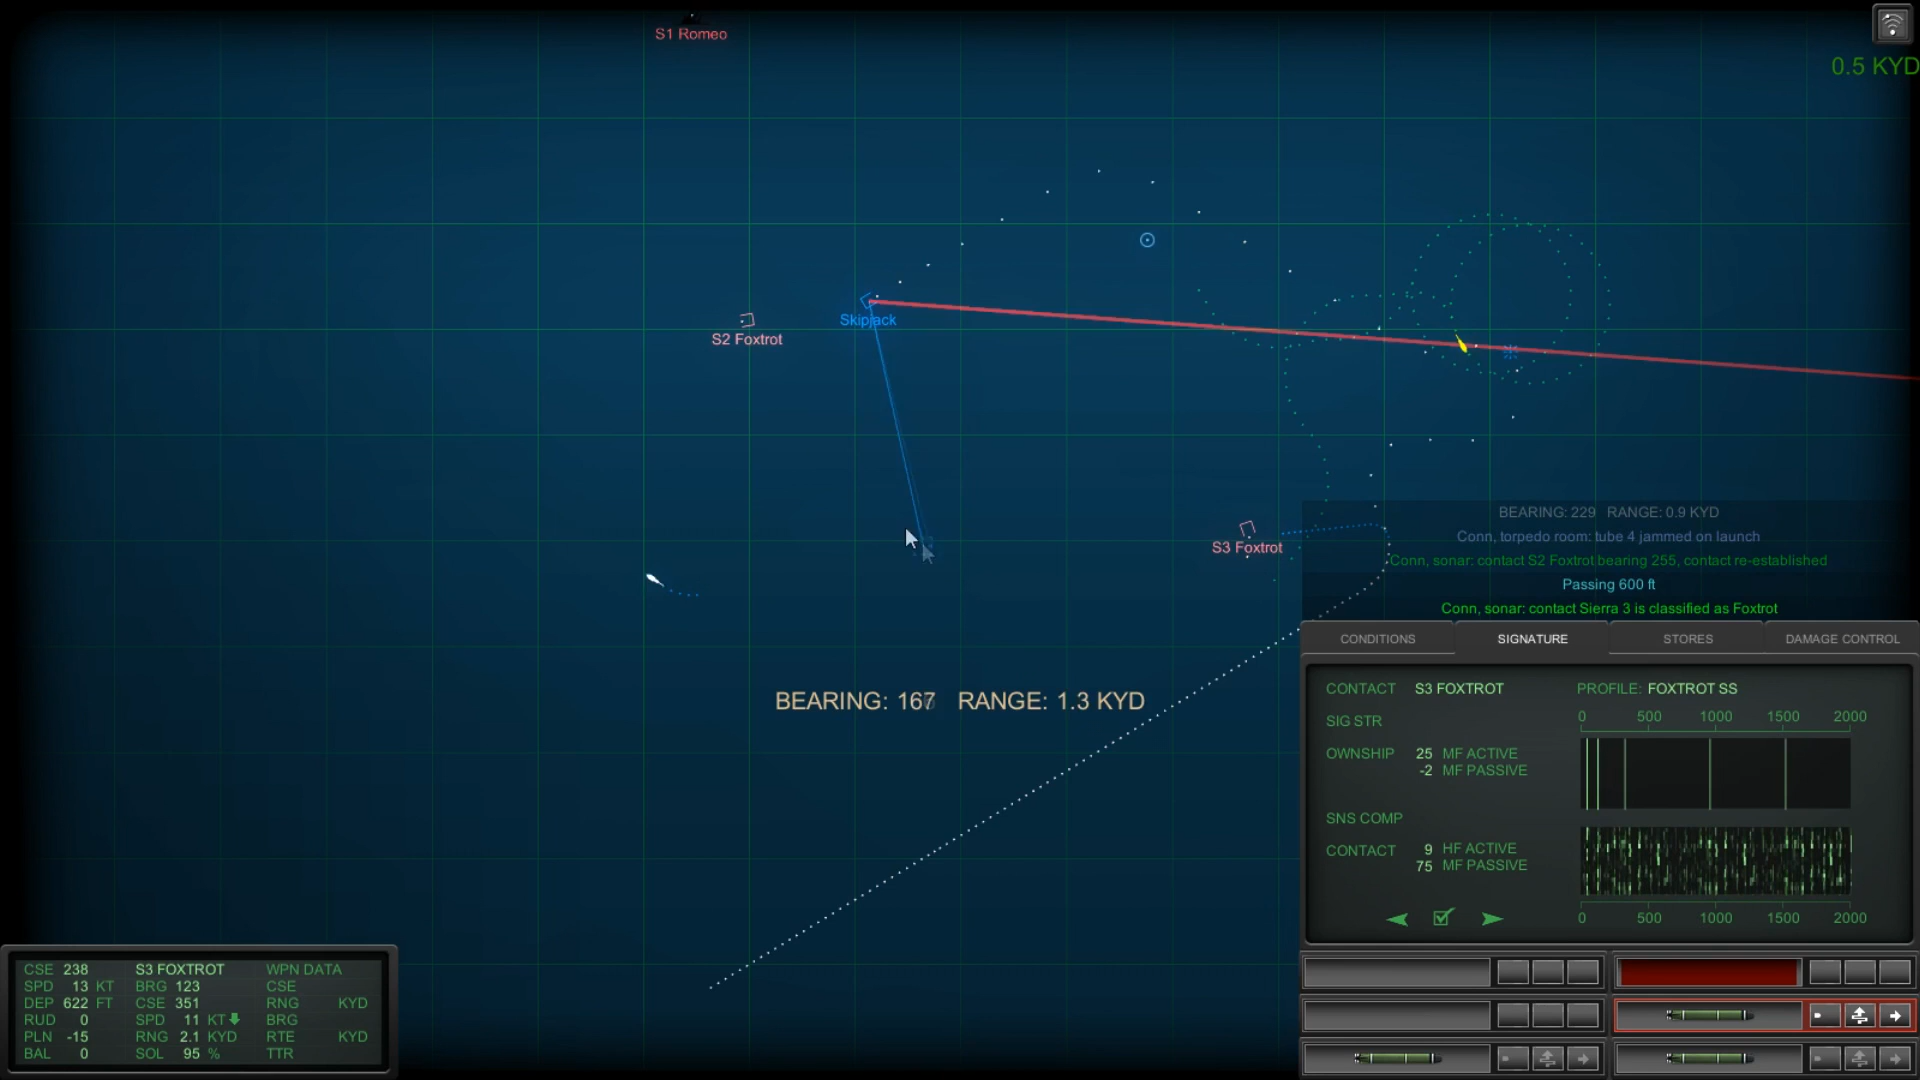 S1 Romeo
0.5 KYD
Skipjack
S2 Foxtrot
S3 Foxtrot
BEARING: 229 RANGE: 0.9 KYD
Conn, torpedo room: tube 4 jammed on launch
Conn, sonar: contact S2 Foxtrot bearing 255, contact re-established
Passing 600 ft
Conn, sonar: contact Sierra 3 is classified as Foxtrot
BEARING: 167 RANGE: 1.3 KYD
CONDITIONS SIGNATURE STORES DAMAGE CONTROL
CONTACT S3 FOXTROT PROFILE: FOXTROT SS
SIG STR 0 500 1000 1500 2000
OWNSHIP 25 MF ACTIVE
-2 MF PASSIVE
SNS COMP
CONTACT 9 HF ACTIVE
75 MF PASSIVE
0 500 1000 1500 2000
CSE 238 S3 FOXTROT WPN DATA
SPD 13 KT BRG 123 CSE
DEP 622 FT CSE 351 RNG KYD
RUD 0 SPD 11 KT BRG
PLN -15 RNG 2.1 KYD RTE KYD
BAL 0 SOL 95 % TTR